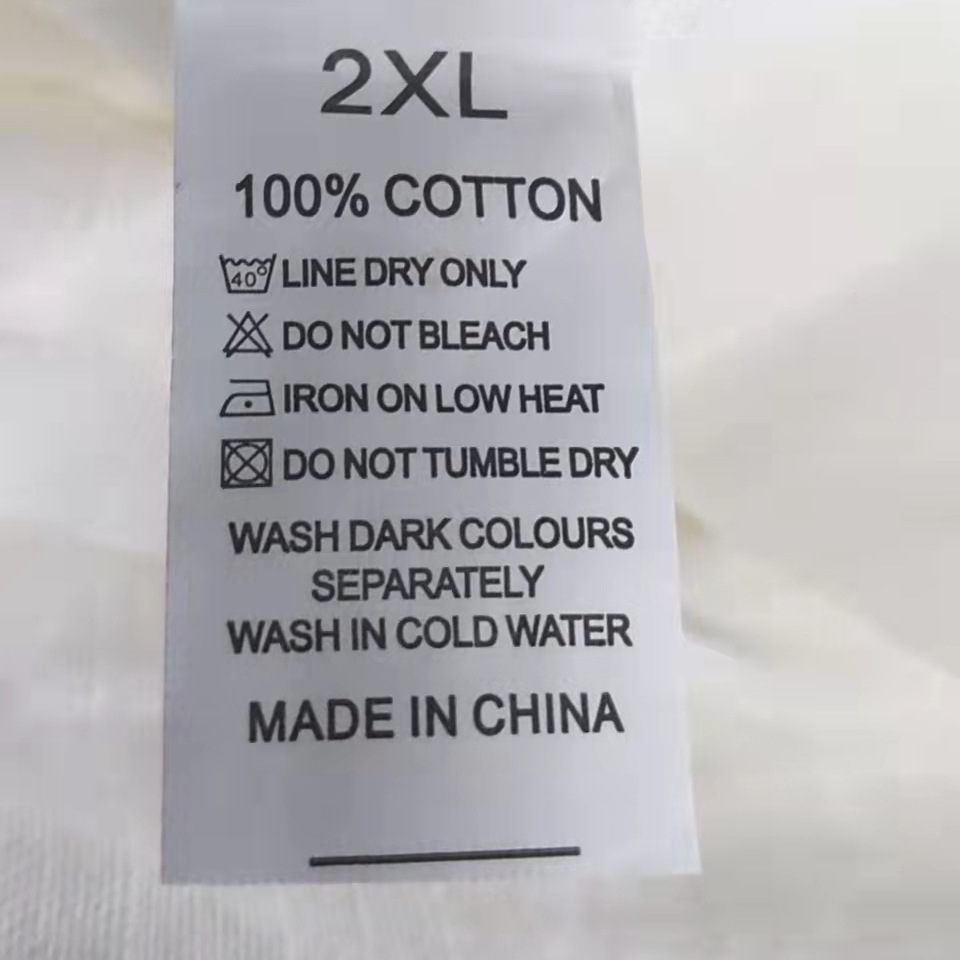 2XL
100% COTTON
40° LINE DRY ONLY
DO NOT BLEACH
IRON ON LOW HEAT
DO NOT TUMBLE DRY
WASH DARK COLOURS
SEPARATELY
WASH IN COLD WATER
MADE IN CHINA